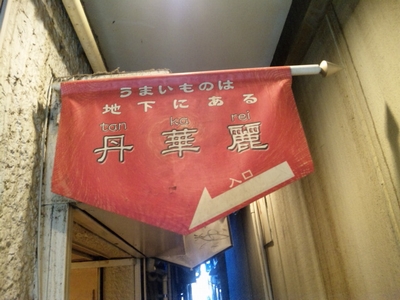 うまいものは
地下にある
tan ka rei
丹華麗
入口